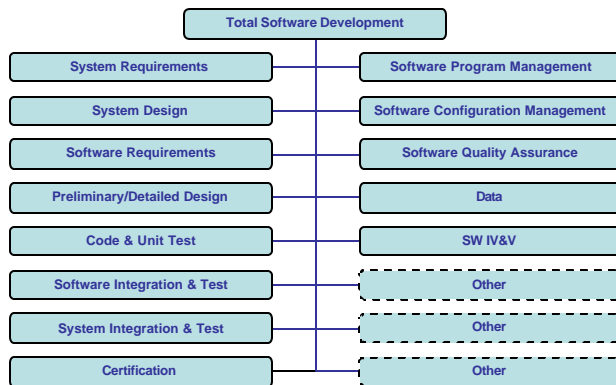 Total Software Development
System Requirements
Software Program Management
System Design
Software Configuration Management
Software Requirements
Software Quality Assurance
Preliminary/Detailed Design
Data
Code & Unit Test
SW IV&V
Software Integration & Test
Other
System Integration & Test
Other
Certification
Other